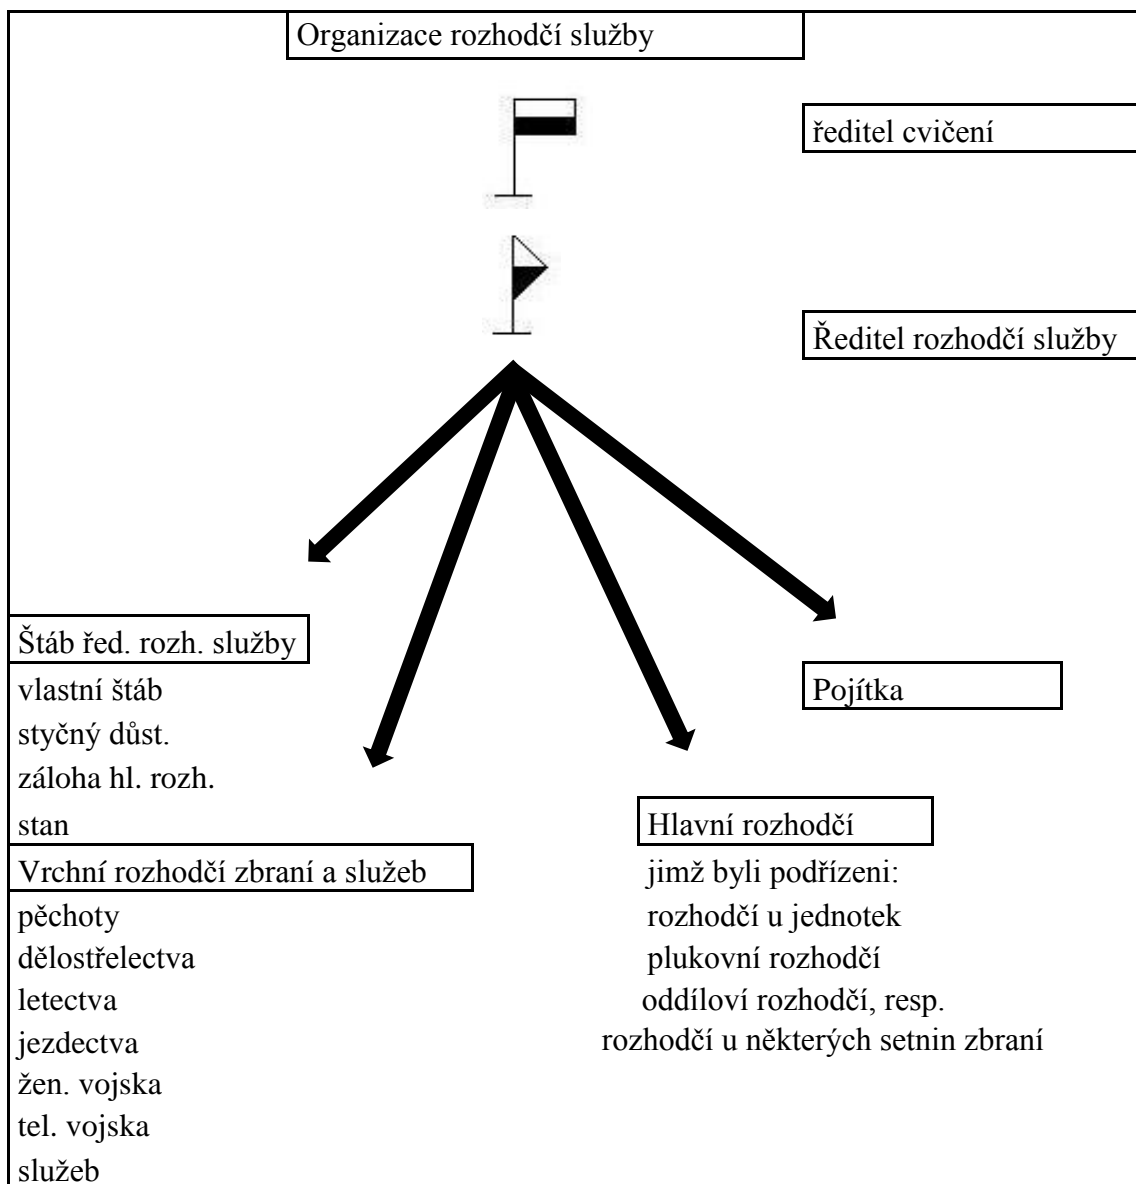 Organizace rozhodčí služby
ředitel cvičení
Ředitel rozhodčí služby
Štáb řed. rozh. služby
vlastní štáb
styčný důst.
záloha hl. rozh.
stan
Vrchní rozhodčí zbraní a služeb
pěchoty
dělostřelectva
letectva
jezdectva
žen. vojska
tel. vojska
služeb
Pojítka
Hlavní rozhodčí
jimž byli podřízeni:
rozhodčí u jednotek
plukovní rozhodčí
oddíloví rozhodčí, resp.
rozhodčí u některých setnin zbraní